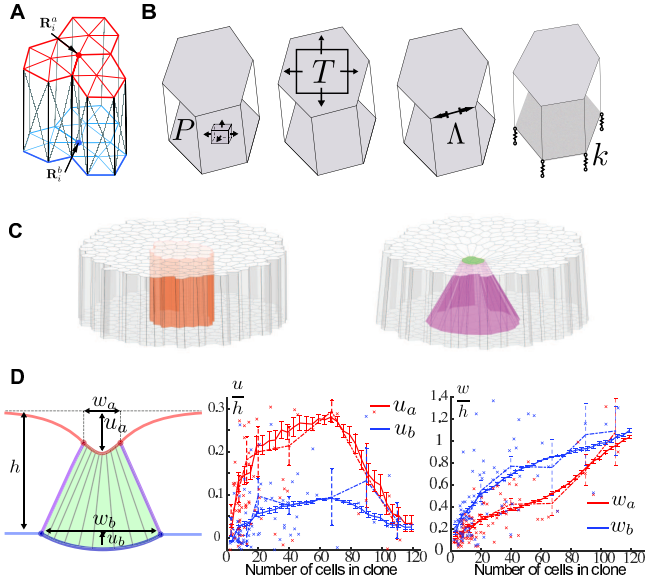 A
R_i^a
R_i^b
B
P
T
Λ
k
C
D
w_a
u_a
h
w_b
u_b
u/h
u_a
u_b
0.3
0.2
0.1
0
0 20 40 60 80 100 120
Number of cells in clone
w/h
1.4
1.2
1
0.8
0.6
0.4
0.2
0
w_a
w_b
0 20 40 60 80 100 120
Number of cells in clone